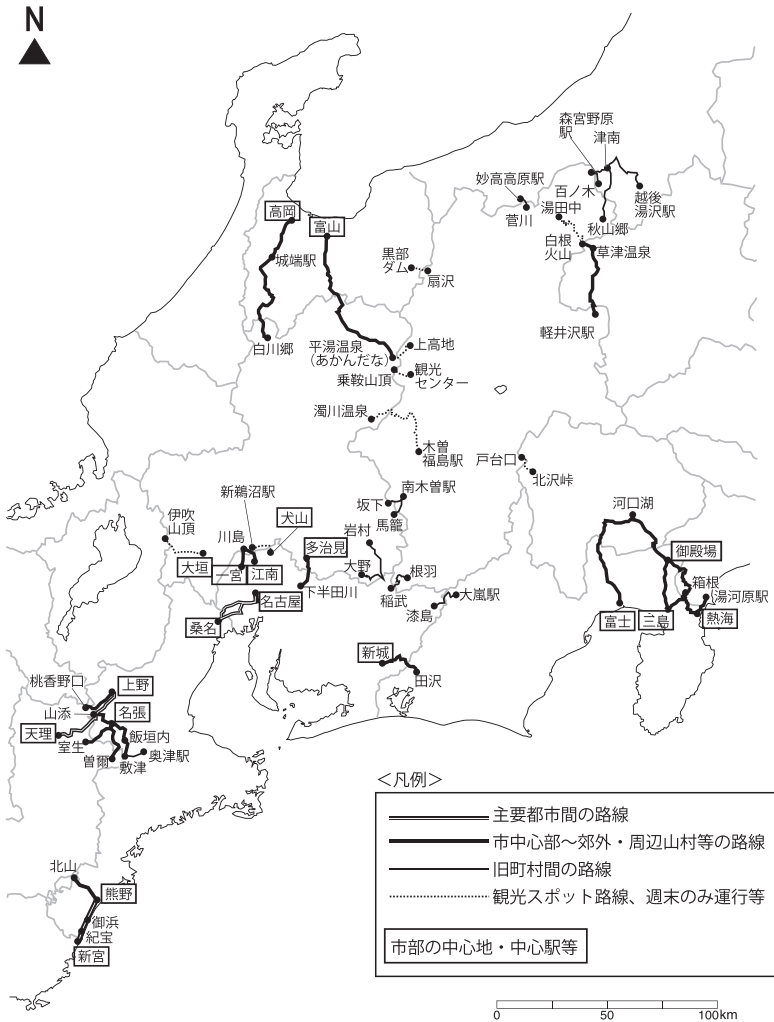 N
森宮野原
駅
津南
妙高高原駅
百ノ木
湯田中
越後
湯沢駅
菅川
秋山郷
高岡
富山
白根
火山
草津温泉
黒部
ダム
城端駅
扇沢
軽井沢駅
平湯温泉
(あかんだな)
上高地
白川郷
乗鞍山頂
観光
センター
濁川温泉
木曽
福島駅
戸台口
北沢峠
南木曽駅
新鵜沼駅
坂下
馬籠
河口湖
伊吹
山頂
犬山
川島
岩村
多治見
御殿場
大垣
一宮
江南
大野
根羽
箱根
下半田川
稲武
大嵐駅
湯河原駅
名古屋
漆島
桑名
富士
三島
熱海
新城
田沢
桃香野口
上野
山添
名張
天理
飯垣内
室生
奥津駅
曽爾
敷津
<凡例>
主要都市間の路線
市中心部～郊外・周辺山村等の路線
旧町村間の路線
観光スポット路線、週末のみ運行等
市部の中心地・中心駅等
北山
熊野
御浜
紀宝
新宮
0
50
100km